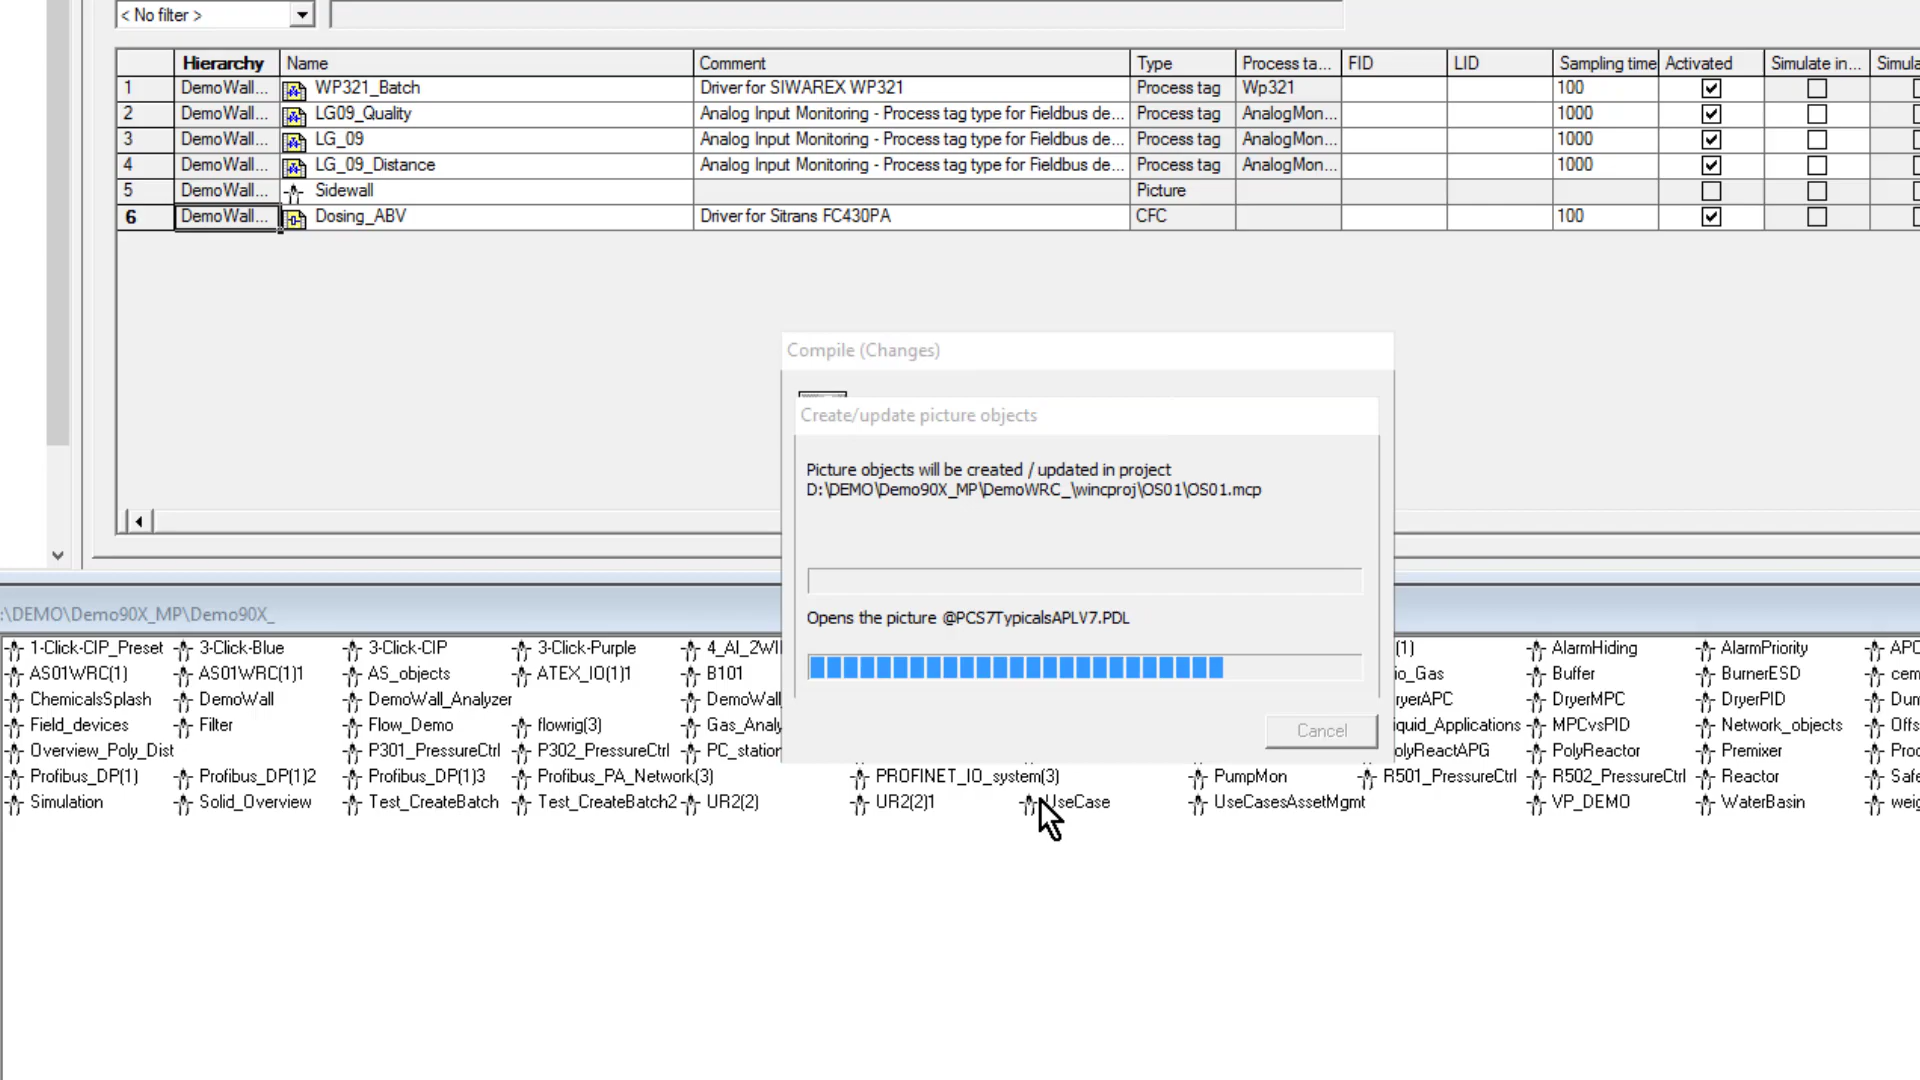 < No filter >
Hierarchy Name Comment Type Process ta... FID LID Sampling time Activated Simulate in... Simula
1 DemoWall... WP321_Batch Driver for SIWAREX WP321 Process tag Wp321 100
2 DemoWall... LG09_Quality Analog Input Monitoring - Process tag type for Fieldbus de... Process tag AnalogMon... 1000
3 DemoWall... LG_09 Analog Input Monitoring - Process tag type for Fieldbus de... Process tag AnalogMon... 1000
4 DemoWall... LG_09_Distance Analog Input Monitoring - Process tag type for Fieldbus de... Process tag AnalogMon... 1000
5 DemoWall... Sidewall Picture
6 DemoWall... Dosing_ABV Driver for Sitrans FC430PA CFC 100
Compile (Changes)
Create/update picture objects
Picture objects will be created / updated in project
D:\DEMO\Demo90X_MP\DemoWRC_\wincproj\OS01\OS01.mcp
Opens the picture @PCS7TypicalsAPLV7.PDL
Cancel
:\DEMO\Demo90X_MP\Demo90X_
1-Click-CIP_Preset 3-Click-Blue 3-Click-CIP 3-Click-Purple 4_AI_2WI (1) AlarmHiding AlarmPriority APC
AS01WRC(1) AS01WRC(1)1 AS_objects ATEX_IO(1)1 B101 io_Gas Buffer BurnerESD cem
ChemicalsSplash DemoWall DemoWall_Analyzer DemoWall ryerAPC DryerMPC DryerPID Dum
Field_devices Filter Flow_Demo flowrig(3) Gas_Analy iquid_Applications MPCvsPID Network_objects Offs
Overview_Poly_Dist P301_PressureCtrl P302_PressureCtrl PC_station olyReactAPG PolyReactor Premixer Proc
Profibus_DP(1) Profibus_DP(1)2 Profibus_DP(1)3 Profibus_PA_Network(3) PROFINET_IO_system(3) PumpMon R501_PressureCtrl R502_PressureCtrl Reactor Safe
Simulation Solid_Overview Test_CreateBatch Test_CreateBatch2 UR2(2) UR2(2)1 UseCase UseCasesAssetMgmt VP_DEMO WaterBasin weig